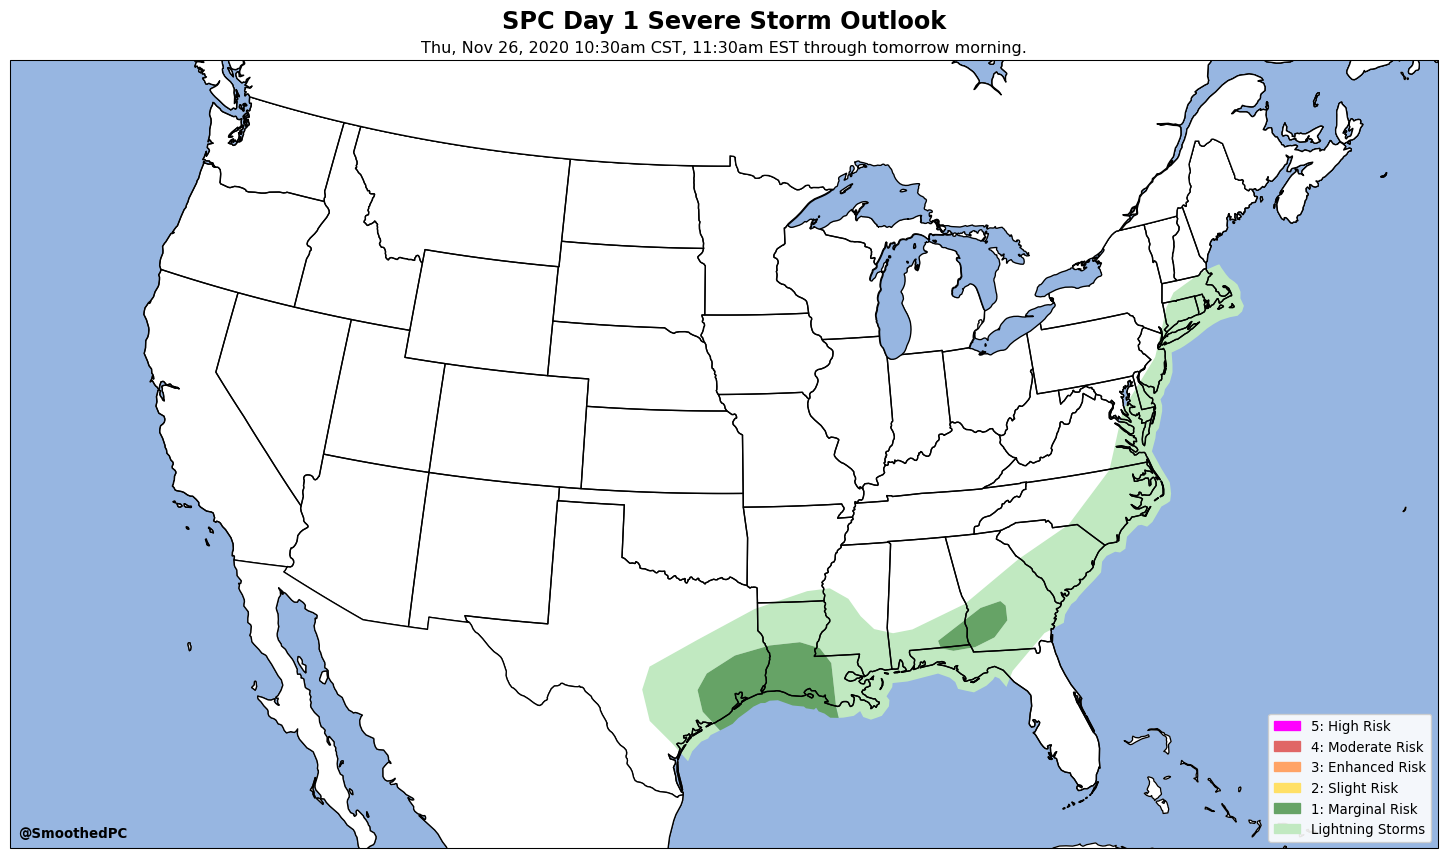 SPC Day 1 Severe Storm Outlook
Thu, Nov 26, 2020 10:30am CST, 11:30am EST through tomorrow morning.
5: High Risk
4: Moderate Risk
3: Enhanced Risk
2: Slight Risk
1: Marginal Risk
Lightning Storms
@SmoothedPC